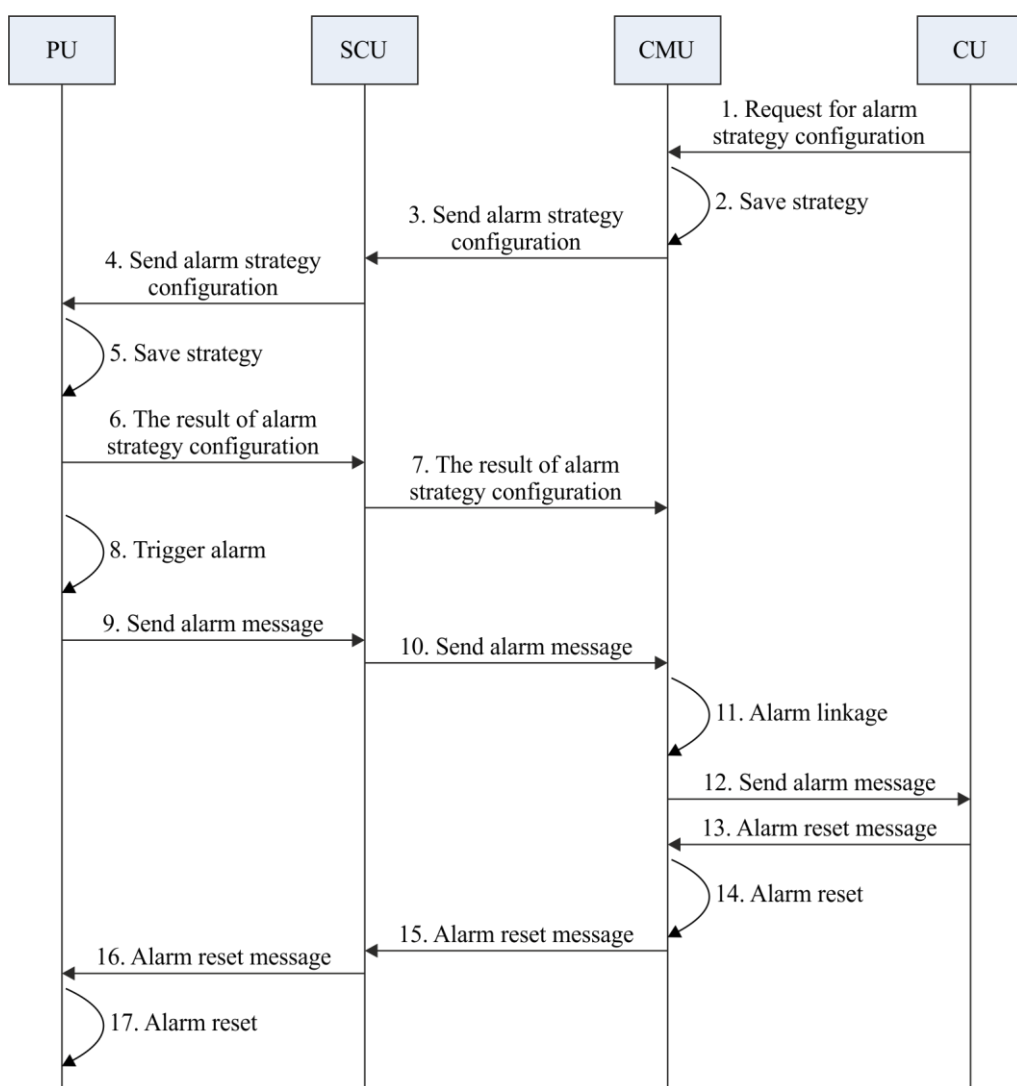 PU
SCU
CMU
CU
1. Request for alarm
strategy configuration
2. Save strategy
3. Send alarm strategy
configuration
4. Send alarm strategy
configuration
5. Save strategy
6. The result of alarm
strategy configuration
7. The result of alarm
strategy configuration
8. Trigger alarm
9. Send alarm message
10. Send alarm message
11. Alarm linkage
12. Send alarm message
13. Alarm reset message
14. Alarm reset
15. Alarm reset message
16. Alarm reset message
17. Alarm reset